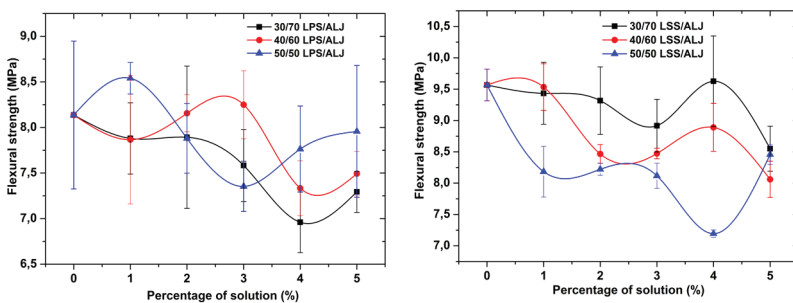 9,0
8,5
8,0
7,5
7,0
6,5
Flexural strength (MPa)
30/70 LPS/ALJ
40/60 LPS/ALJ
50/50 LPS/ALJ
0 1 2 3 4 5
Percentage of solution (%)
10,5
10,0
9,5
9,0
8,5
8,0
7,5
7,0
Flexural strength (MPa)
30/70 LSS/ALJ
40/60 LSS/ALJ
50/50 LSS/ALJ
0 1 2 3 4 5
Percentage of solution (%)